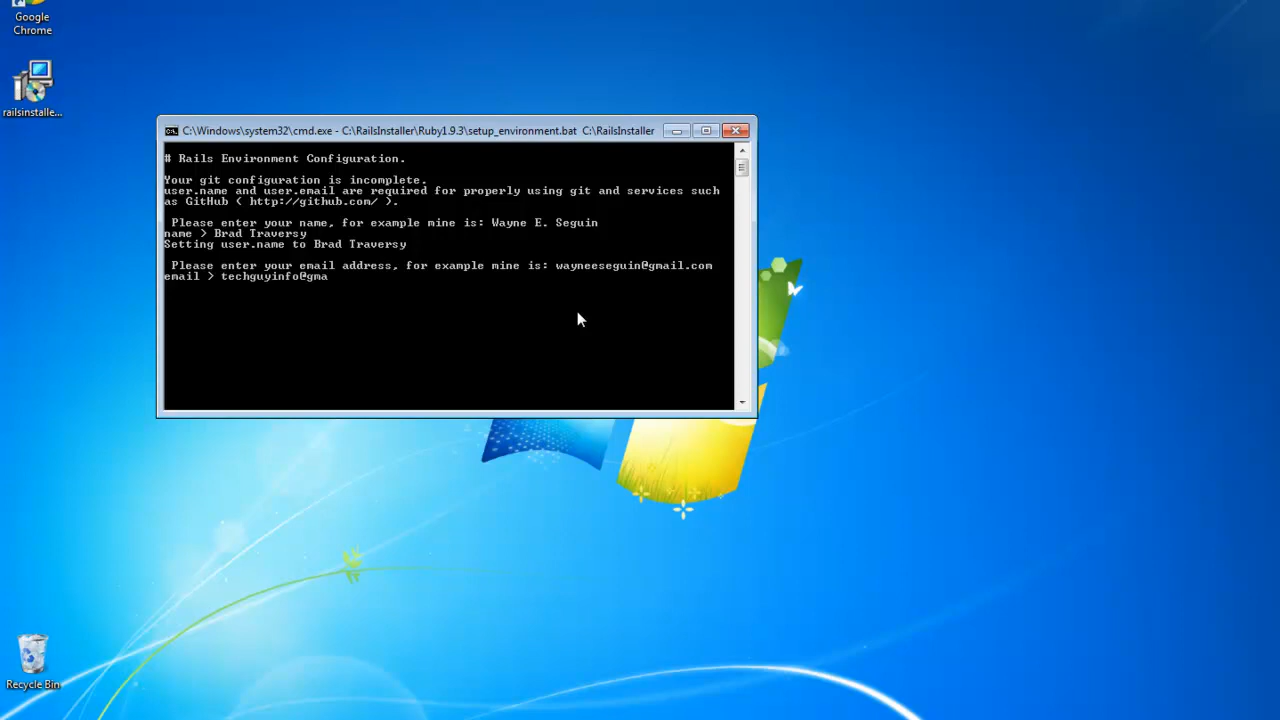 Google
Chrome
railsinstalle...
C:\Windows\system32\cmd.exe - C:\RailsInstaller\Ruby1.9.3\setup_environment.bat  C:\RailsInstaller
# Rails Environment Configuration.
Your git configuration is incomplete.
user.name and user.email are required for properly using git and services such
as GitHub ( http://github.com/ ).
Please enter your name, for example mine is: Wayne E. Seguin
name > Brad Traversy
Setting user.name to Brad Traversy
Please enter your email address, for example mine is: wayneeseguin@gmail.com
email > techguyinfo@gma
Recycle Bin